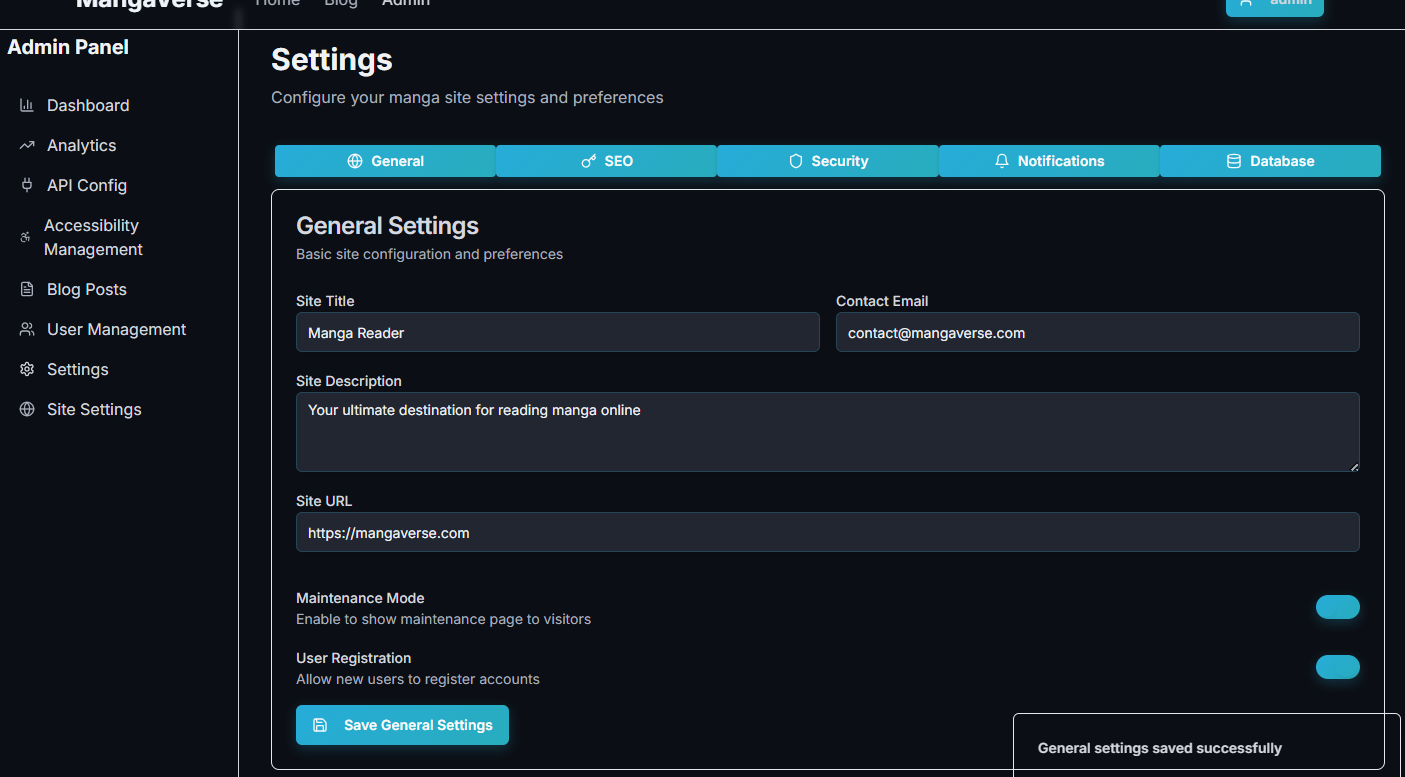 Mangaverse Home Blog Admin admin
Admin Panel
Dashboard
Analytics
API Config
Accessibility
Management
Blog Posts
User Management
Settings
Site Settings
Settings
Configure your manga site settings and preferences
General SEO Security Notifications Database
General Settings
Basic site configuration and preferences
Site Title Contact Email
Manga Reader contact@mangaverse.com
Site Description
Your ultimate destination for reading manga online
Site URL
https://mangaverse.com
Maintenance Mode
Enable to show maintenance page to visitors
User Registration
Allow new users to register accounts
Save General Settings
General settings saved successfully